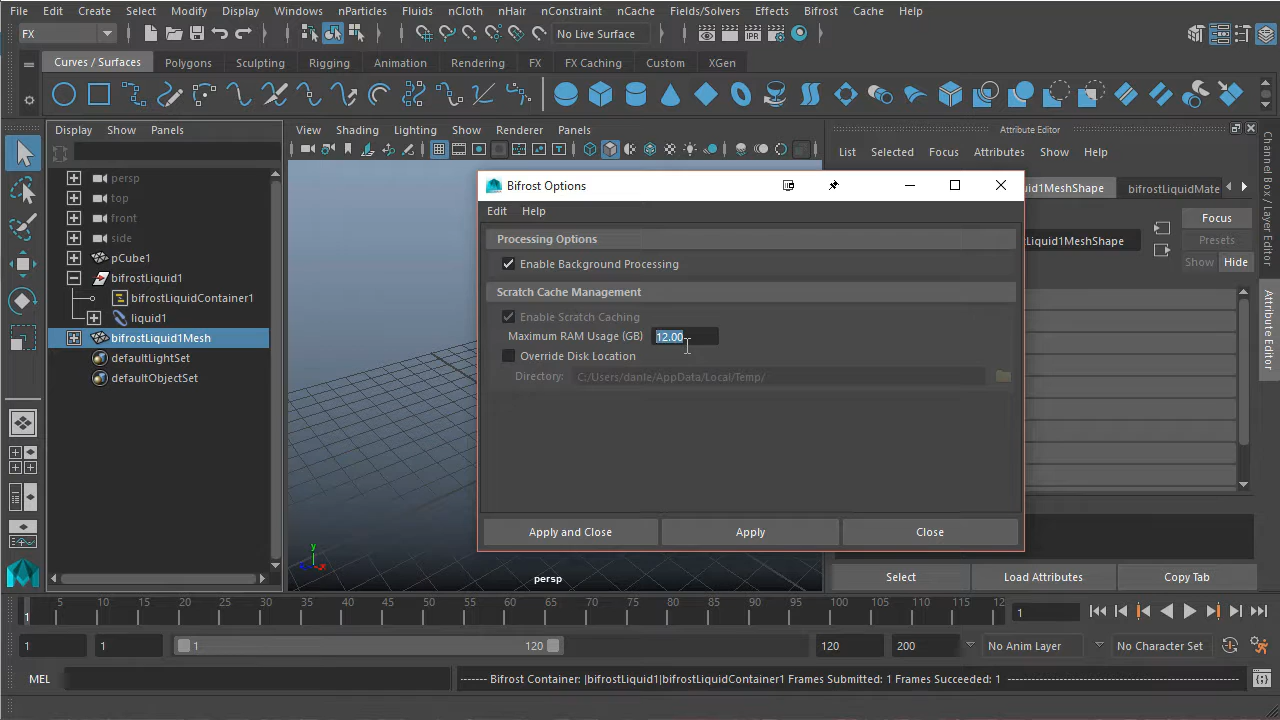 File Edit Create Select Modify Display Windows nParticles Fluids nCloth nHair nConstraint nCache Fields/Solvers Effects Bifrost Cache Help
FX No Live Surface
Curves / Surfaces Polygons Sculpting Rigging Animation Rendering FX FX Caching Custom XGen
Display Show Panels
persp
top
front
side
pCube1
bifrostLiquid1
bifrostLiquidContainer1
liquid1
bifrostLiquid1Mesh
defaultLightSet
defaultObjectSet
View Shading Lighting Show Renderer Panels
Bifrost Options
Edit Help
Processing Options
Enable Background Processing
Scratch Cache Management
Enable Scratch Caching
Maximum RAM Usage (GB) 12.00
Override Disk Location
Directory: C:/Users/danle/AppData/Local/Temp/
Apply and Close Apply Close
persp
y
Attribute Editor
List Selected Focus Attributes Show Help
uid1MeshShape bifrostLiquidMate
Focus
Liquid1MeshShape Presets
Show Hide
Select Load Attributes Copy Tab
Channel Box / Layer Editor
Attribute Editor
1 5 10 15 20 25 30 35 40 45 50 55 60 65 70 75 80 85 90 95 100 105 110 115 12 1
1 1 1 120 120 200 No Anim Layer No Character Set
MEL ------- Bifrost Container: |bifrostLiquid1|bifrostLiquidContainer1 Frames Submitted: 1 Frames Succeeded: 1 -------